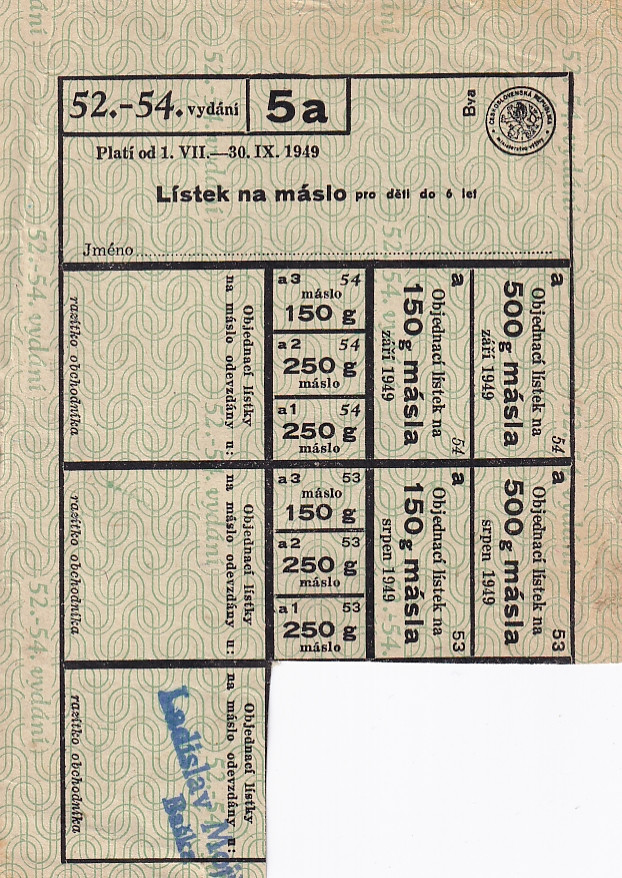 52.-54. vydání 5a
Bva
ČESKOSLOVENSKÁ REPUBLIKA
Platí od 1. VII.—30. IX. 1949
Lístek na máslo pro děti do 6 let
Jméno
Objednací lístky
na máslo odevzdány u:
razítko obchodníka
a3 54
máslo
150 g
a2 54
250 g
máslo
a1 54
250 g
máslo
a
Objednací lístek na
150 g másla
září 1949
54
a
Objednací lístek na
500 g másla
září 1949
54
Objednací lístky
na máslo odevzdány u:
razítko obchodníka
a3 53
máslo
150 g
a2 53
250 g
máslo
a1 53
250 g
máslo
a
Objednací lístek na
150 g másla
srpen 1949
53
a
Objednací lístek na
500 g másla
srpen 1949
53
Objednací lístky
na máslo odevzdány u:
razítko obchodníka
Ladislav
52.-54. vydání